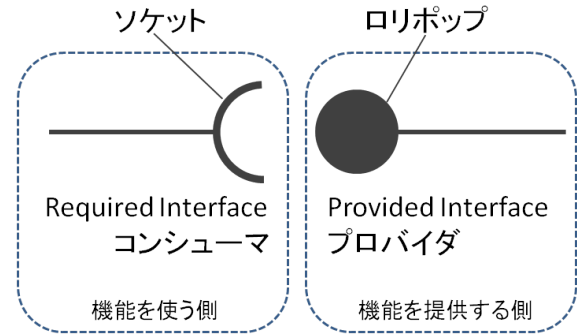 ソケット
ロリポップ
Required Interface
コンシューマ
Provided Interface
プロバイダ
機能を使う側
機能を提供する側